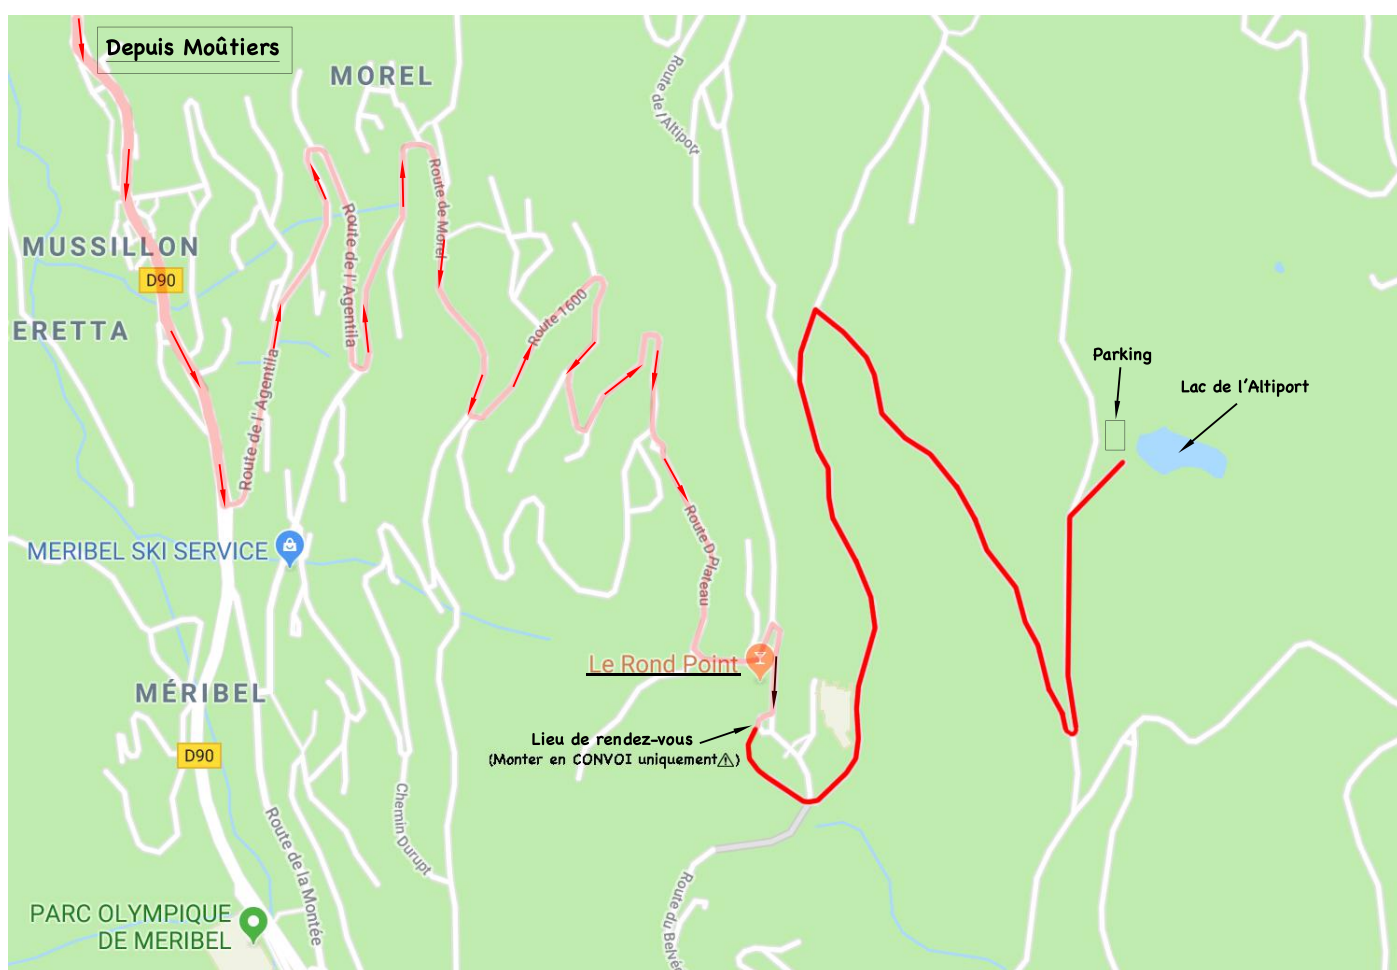 Depuis Moûtiers
MOREL
Route
de l'Altiport
Route de Morel
Route de l' Agentila
MUSSILLON
D90
Route 1600
ERETTA
Parking
Lac de l'Altiport
Route de l' Agentila
Route D Plateau
MERIBEL SKI SERVICE
Le Rond Point
MÉRIBEL
Lieu de rendez-vous
(Monter en CONVOI uniquement⚠)
D90
Chemin Durupt
Route de la Montée
Route du Belvé
PARC OLYMPIQUE
DE MERIBEL